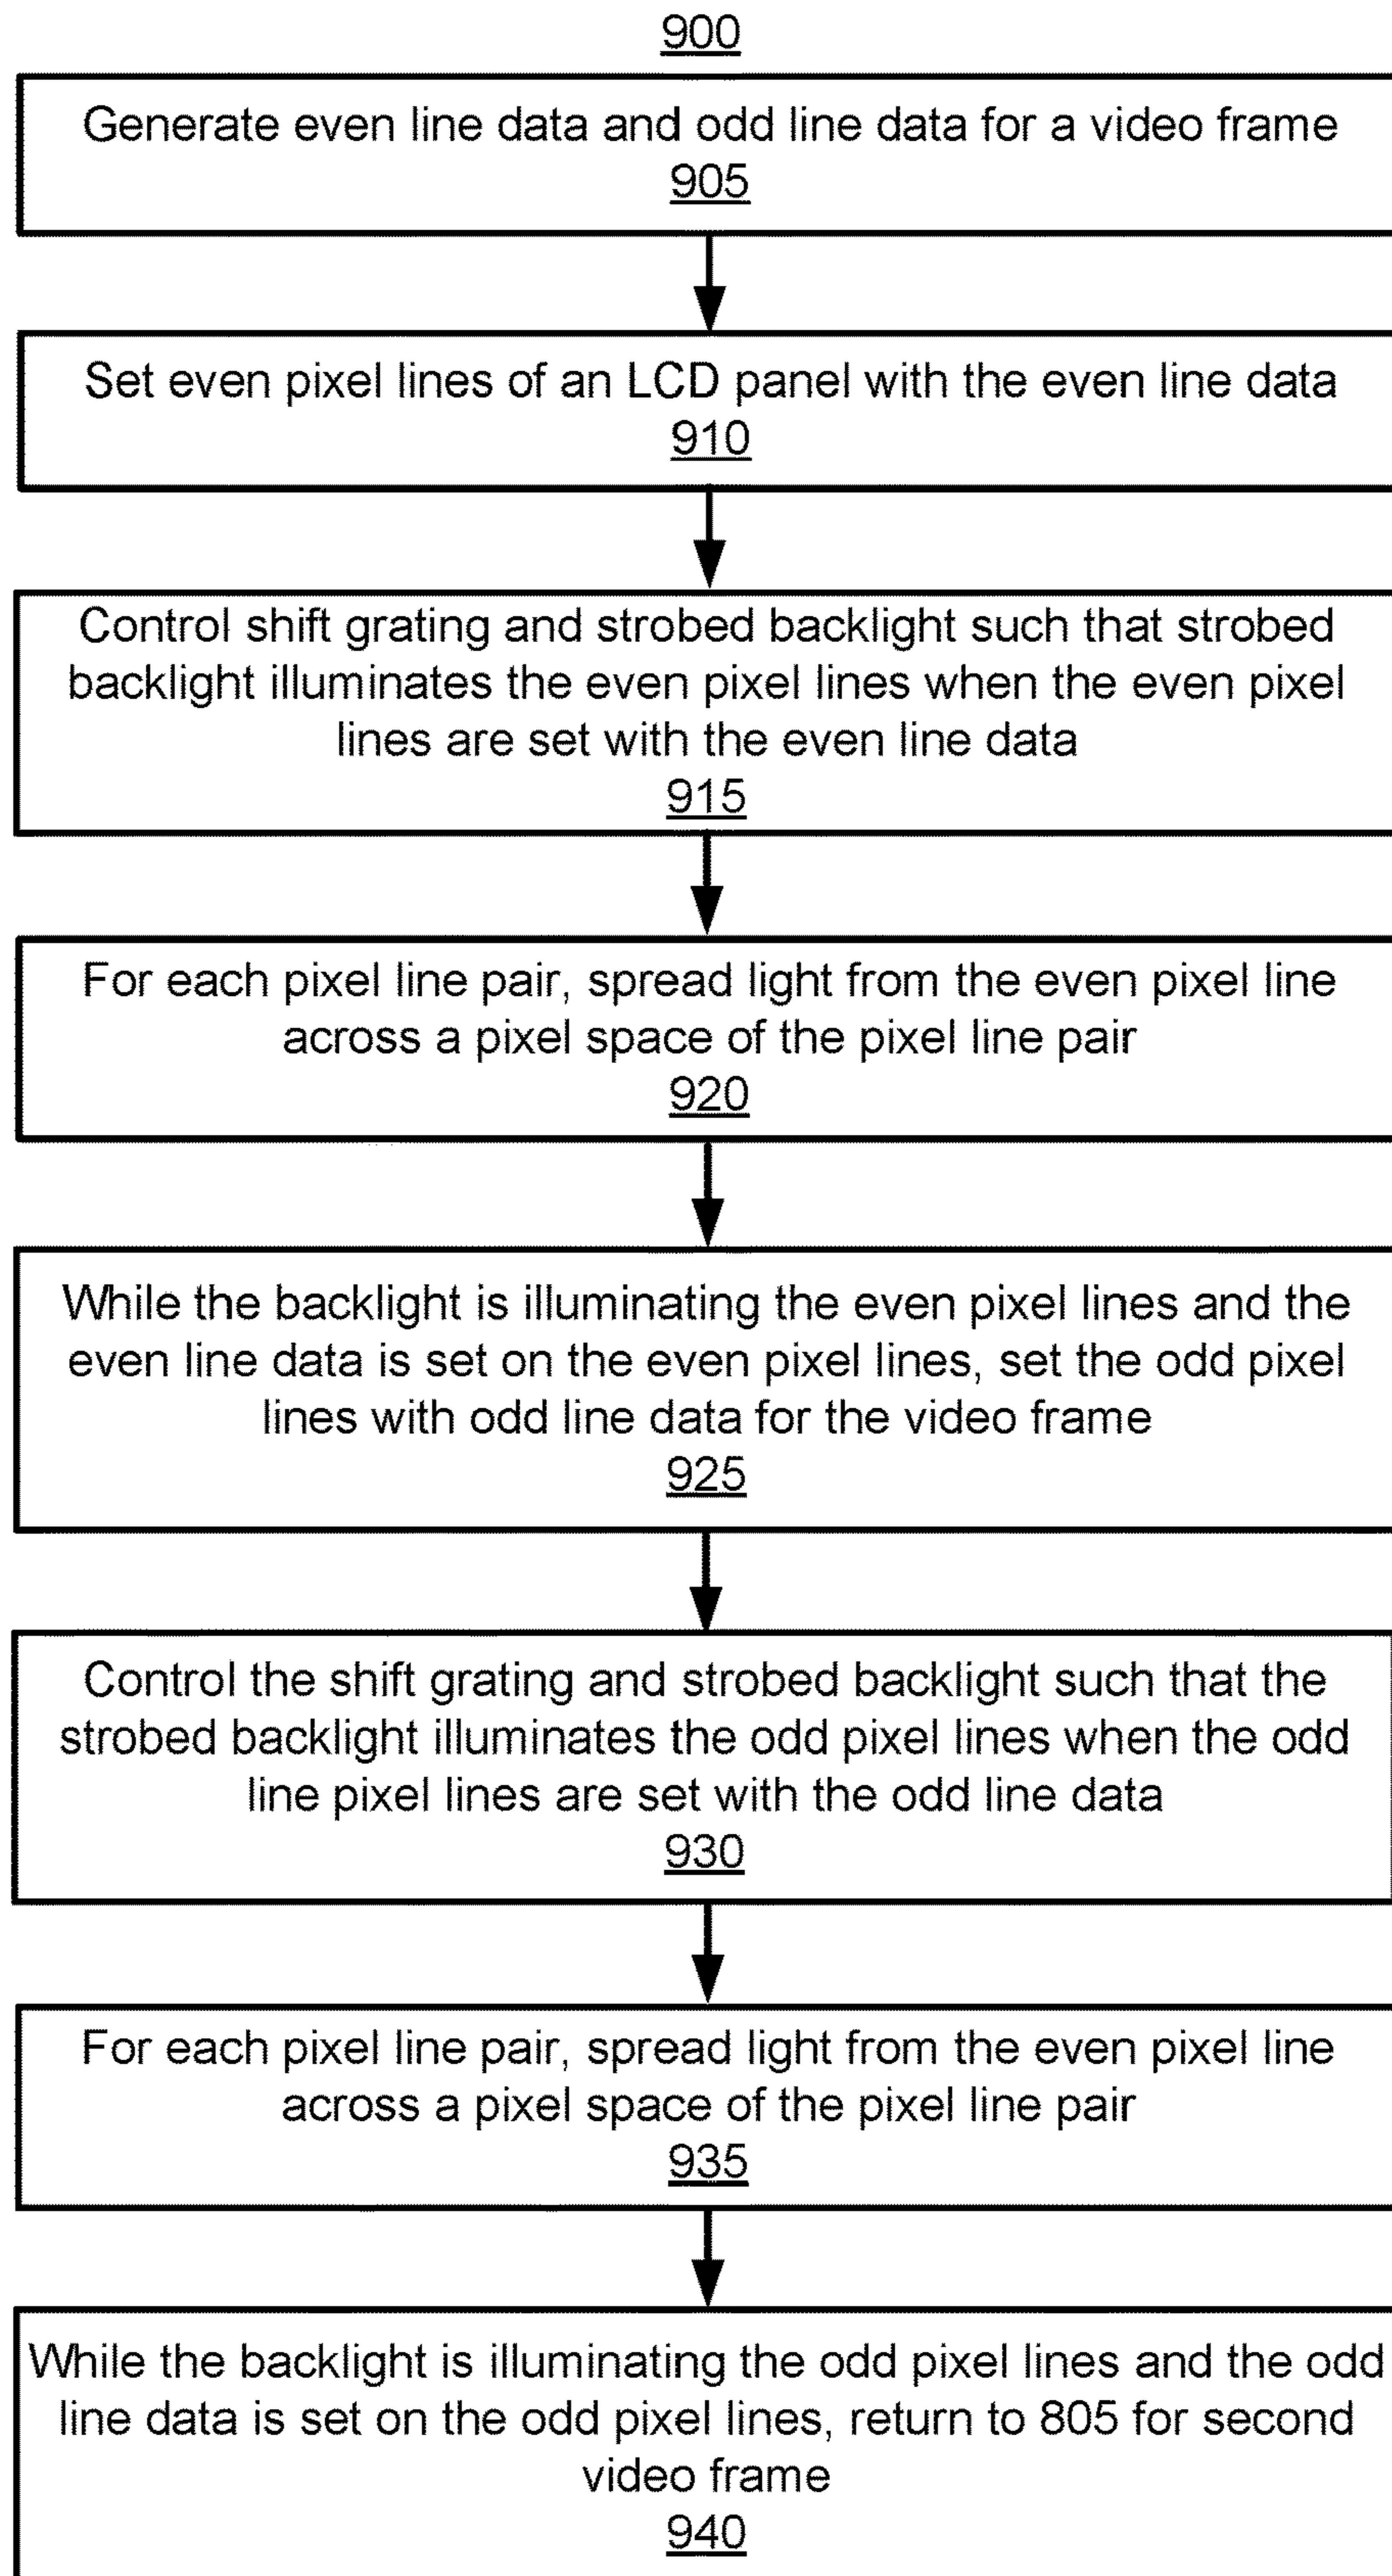 900
Generate even line data and odd line data for a video frame
905
Set even pixel lines of an LCD panel with the even line data
910
Control shift grating and strobed backlight such that strobed
backlight illuminates the even pixel lines when the even pixel
lines are set with the even line data
915
For each pixel line pair, spread light from the even pixel line
across a pixel space of the pixel line pair
920
While the backlight is illuminating the even pixel lines and the
even line data is set on the even pixel lines, set the odd pixel
lines with odd line data for the video frame
925
Control the shift grating and strobed backlight such that the
strobed backlight illuminates the odd pixel lines when the odd
line pixel lines are set with the odd line data
930
For each pixel line pair, spread light from the even pixel line
across a pixel space of the pixel line pair
935
While the backlight is illuminating the odd pixel lines and the odd
line data is set on the odd pixel lines, return to 805 for second
video frame
940